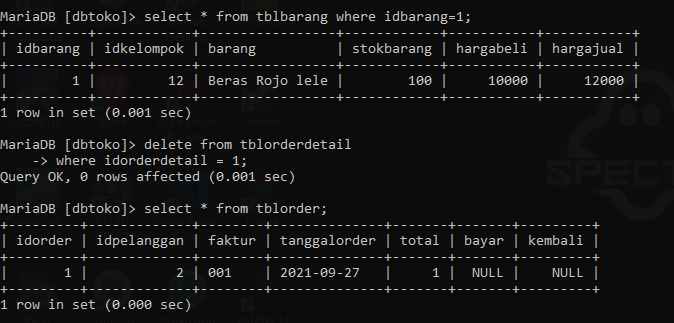 MariaDB [dbtoko]> select * from tblbarang where idbarang=1;
+----------+------------+-----------------+------------+-----------+-----------+
| idbarang | idkelompok | barang          | stokbarang | hargabeli | hargajual |
+----------+------------+-----------------+------------+-----------+-----------+
|        1 |         12 | Beras Rojo lele |        100 |     10000 |     12000 |
+----------+------------+-----------------+------------+-----------+-----------+
1 row in set (0.001 sec)

MariaDB [dbtoko]> delete from tblorderdetail
    -> where idorderdetail = 1;
Query OK, 0 rows affected (0.001 sec)

MariaDB [dbtoko]> select * from tblorder;
+---------+-------------+--------+--------------+-------+-------+---------+
| idorder | idpelanggan | faktur | tanggalorder | total | bayar | kembali |
+---------+-------------+--------+--------------+-------+-------+---------+
|       1 |           2 | 001    | 2021-09-27   |     1 |  NULL |    NULL |
+---------+-------------+--------+--------------+-------+-------+---------+
1 row in set (0.000 sec)